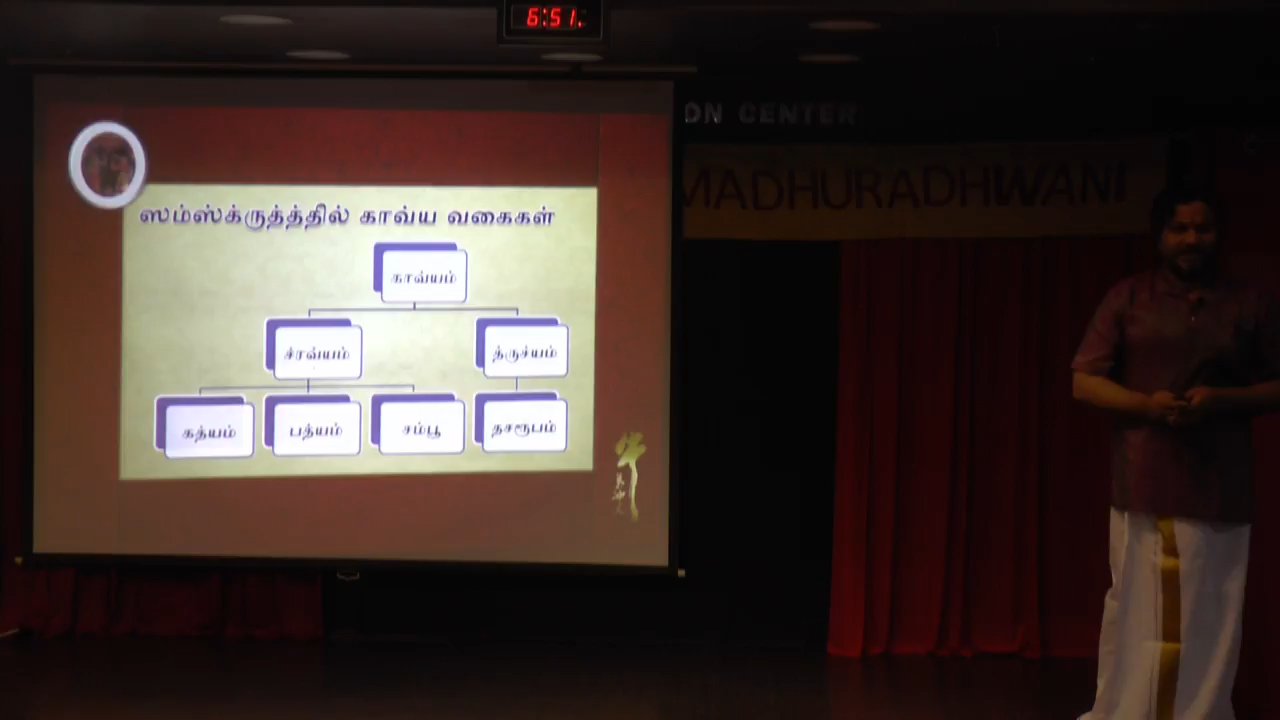 6:51.
ON CENTER
MADHURADHWANI
ஸம்ஸ்க்ருத்த்தில் காவ்ய வகைகள்
காவ்யம்
ச்ரவ்யம்
த்ருச்யம்
கத்யம்
பத்யம்
சம்பூ
தசரூபம்